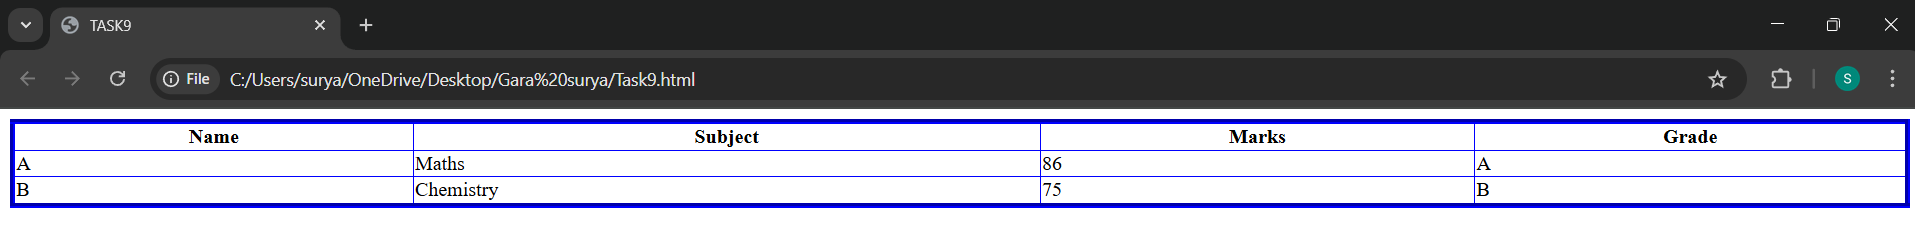 TASK9
File C:/Users/surya/OneDrive/Desktop/Gara%20surya/Task9.html
S
Name Subject Marks Grade
A Maths 86 A
B Chemistry 75 B